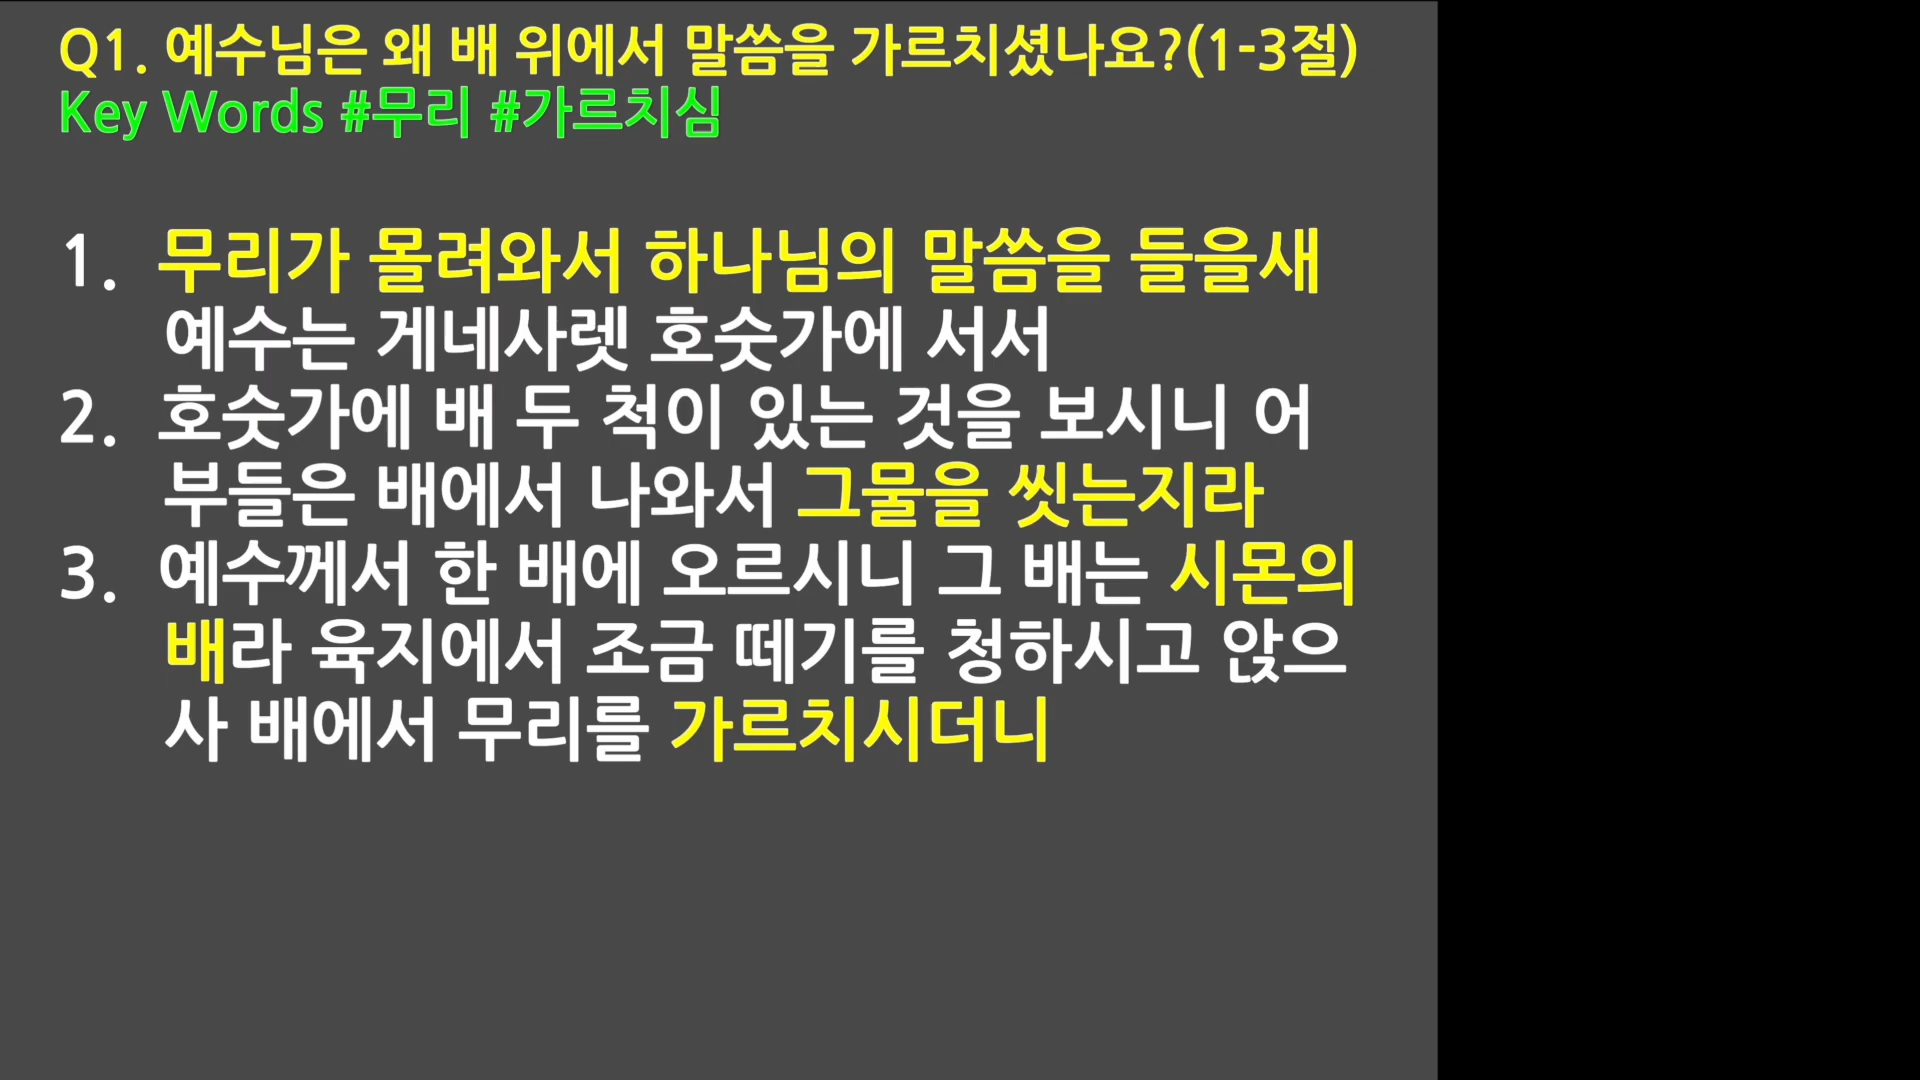 Q1. 예수님은 왜 배 위에서 말씀을 가르치셨나요?(1-3절)
Key Words #무리 #가르치심
1. 무리가 몰려와서 하나님의 말씀을 들을새
예수는 게네사렛 호숫가에 서서
2. 호숫가에 배 두 척이 있는 것을 보시니 어
부들은 배에서 나와서 그물을 씻는지라
3. 예수께서 한 배에 오르시니 그 배는 시몬의
배라 육지에서 조금 떼기를 청하시고 앉으
사 배에서 무리를 가르치시더니